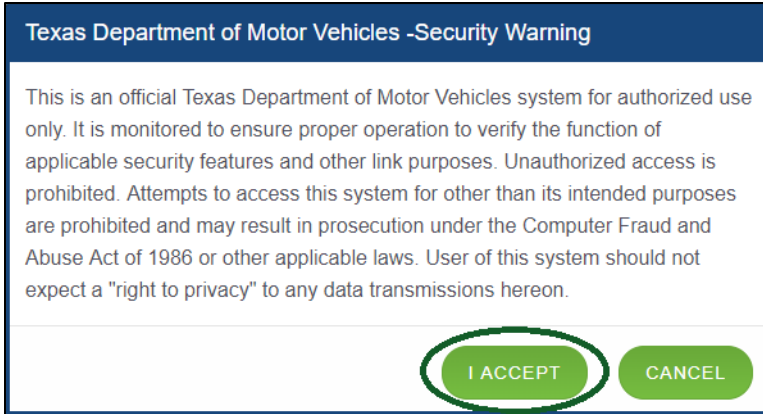 Texas Department of Motor Vehicles -Security Warning
This is an official Texas Department of Motor Vehicles system for authorized use
only. It is monitored to ensure proper operation to verify the function of
applicable security features and other link purposes. Unauthorized access is
prohibited. Attempts to access this system for other than its intended purposes
are prohibited and may result in prosecution under the Computer Fraud and
Abuse Act of 1986 or other applicable laws. User of this system should not
expect a "right to privacy" to any data transmissions hereon.
I ACCEPT
CANCEL